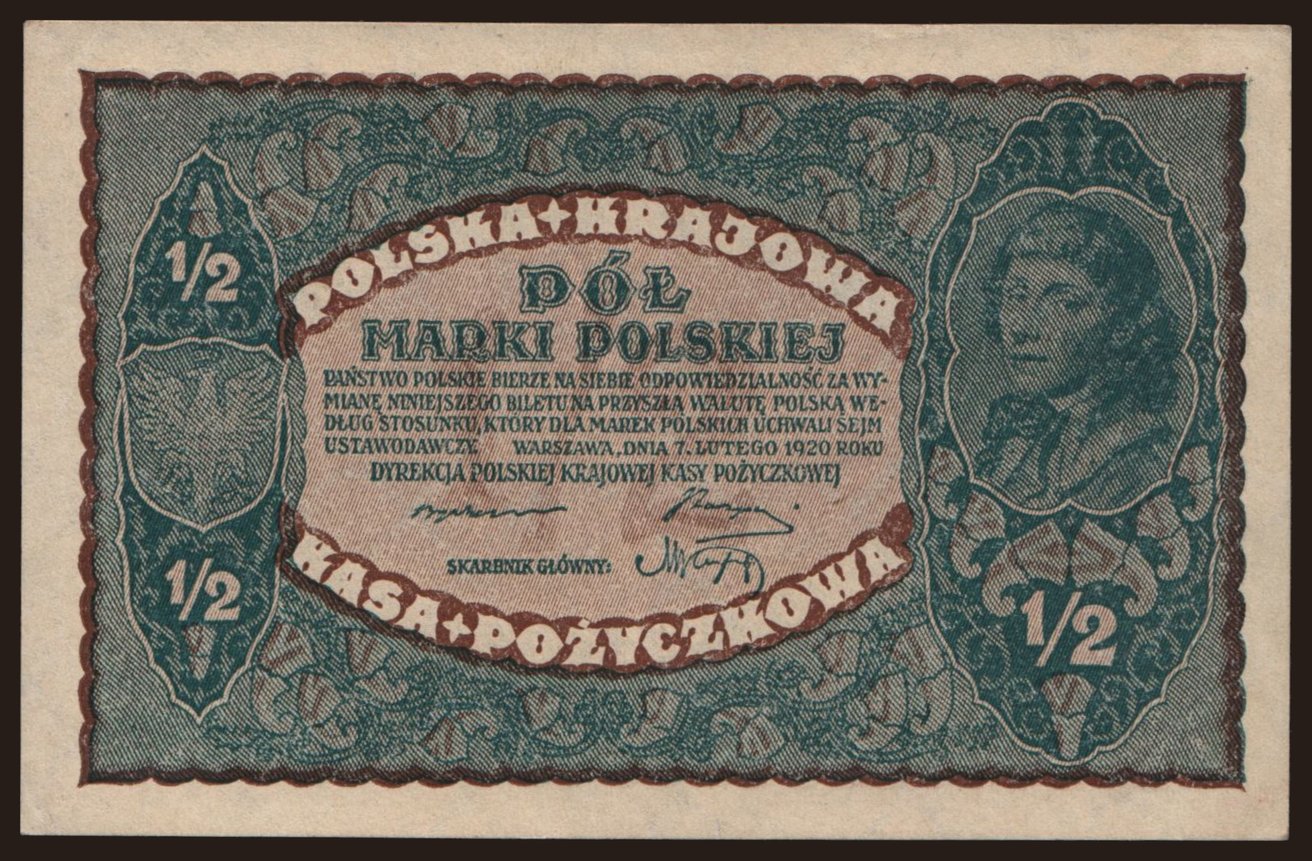 POLSKA+KRAJOWA
PÓŁ
MARKI POLSKIEJ
PAŃSTWO POLSKIE BIERZE NA SIEBIE ODPOWIEDZIALNOŚĆ ZA WY-
MIANĘ NINIEJSZEGO BILETU NA PRZYSZŁĄ WALUTĘ POLSKĄ WE-
DŁUG STOSUNKU, KTÓRY DLA MAREK POLSKICH UCHWALI SEJM
USTAWODAWCZY. WARSZAWA, DNIA 7. LUTEGO 1920 ROKU
DYREKCJA POLSKIEJ KRAJOWEJ KASY POŻYCZKOWEJ
SKARBNIK GŁÓWNY:
KASA+POŻYCZKOWA
1/2
1/2
1/2